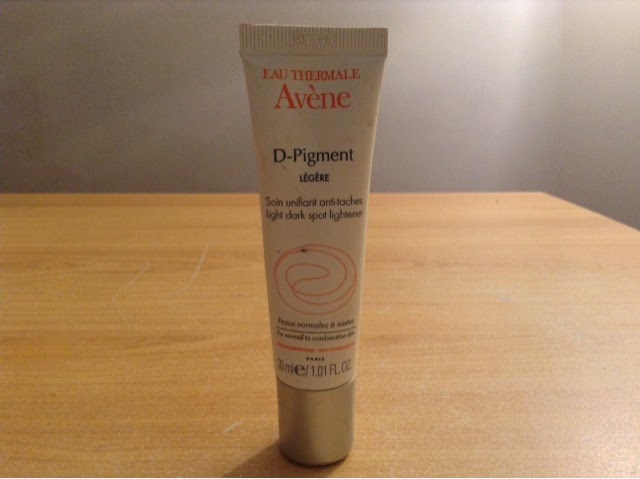 EAU THERMALE
Avène
D-Pigment
LÉGÈRE
Soin unifiant anti-taches
Light dark spot lightener
Peaux normales à mixtes
For normal to combination skin
PARIS
30 ml e / 1.01 FL.OZ